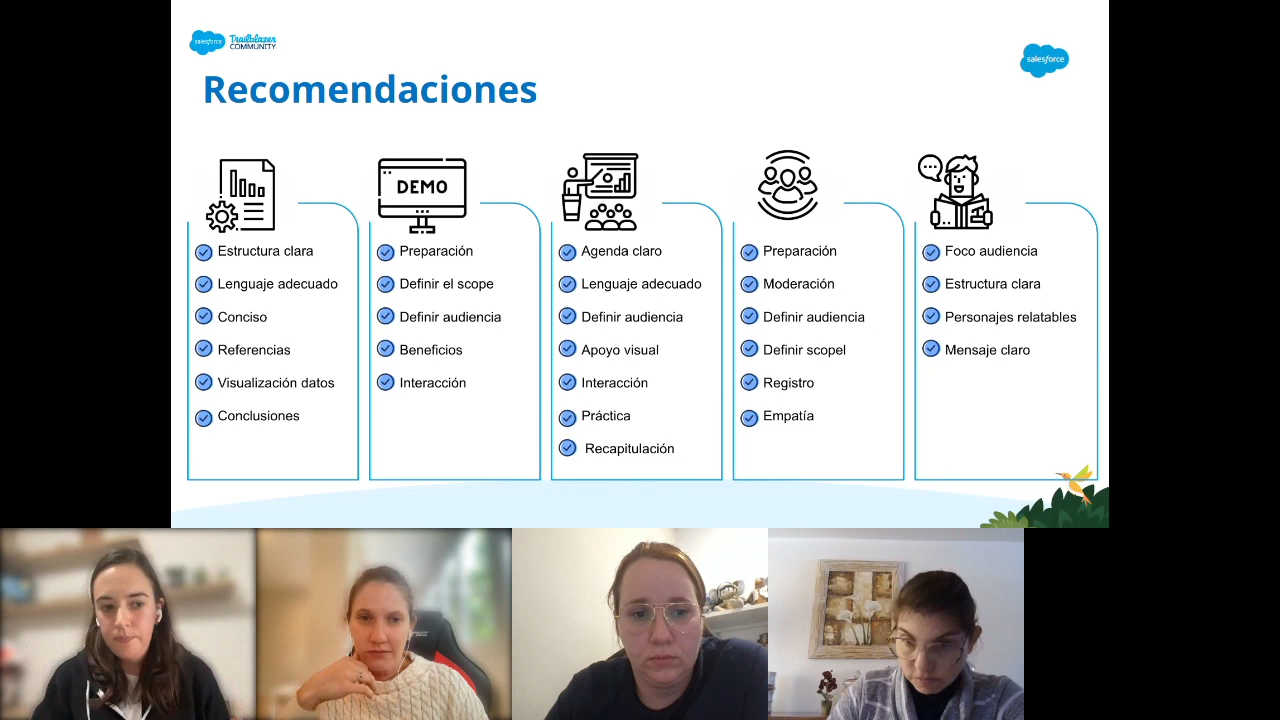 salesforce
Trailblazer
COMMUNITY
salesforce
Recomendaciones
DEMO
Estructura clara
Lenguaje adecuado
Conciso
Referencias
Visualización datos
Conclusiones
Preparación
Definir el scope
Definir audiencia
Beneficios
Interacción
Agenda claro
Lenguaje adecuado
Definir audiencia
Apoyo visual
Interacción
Práctica
Recapitulación
Preparación
Moderación
Definir audiencia
Definir scopel
Registro
Empatía
Foco audiencia
Estructura clara
Personajes relatables
Mensaje claro